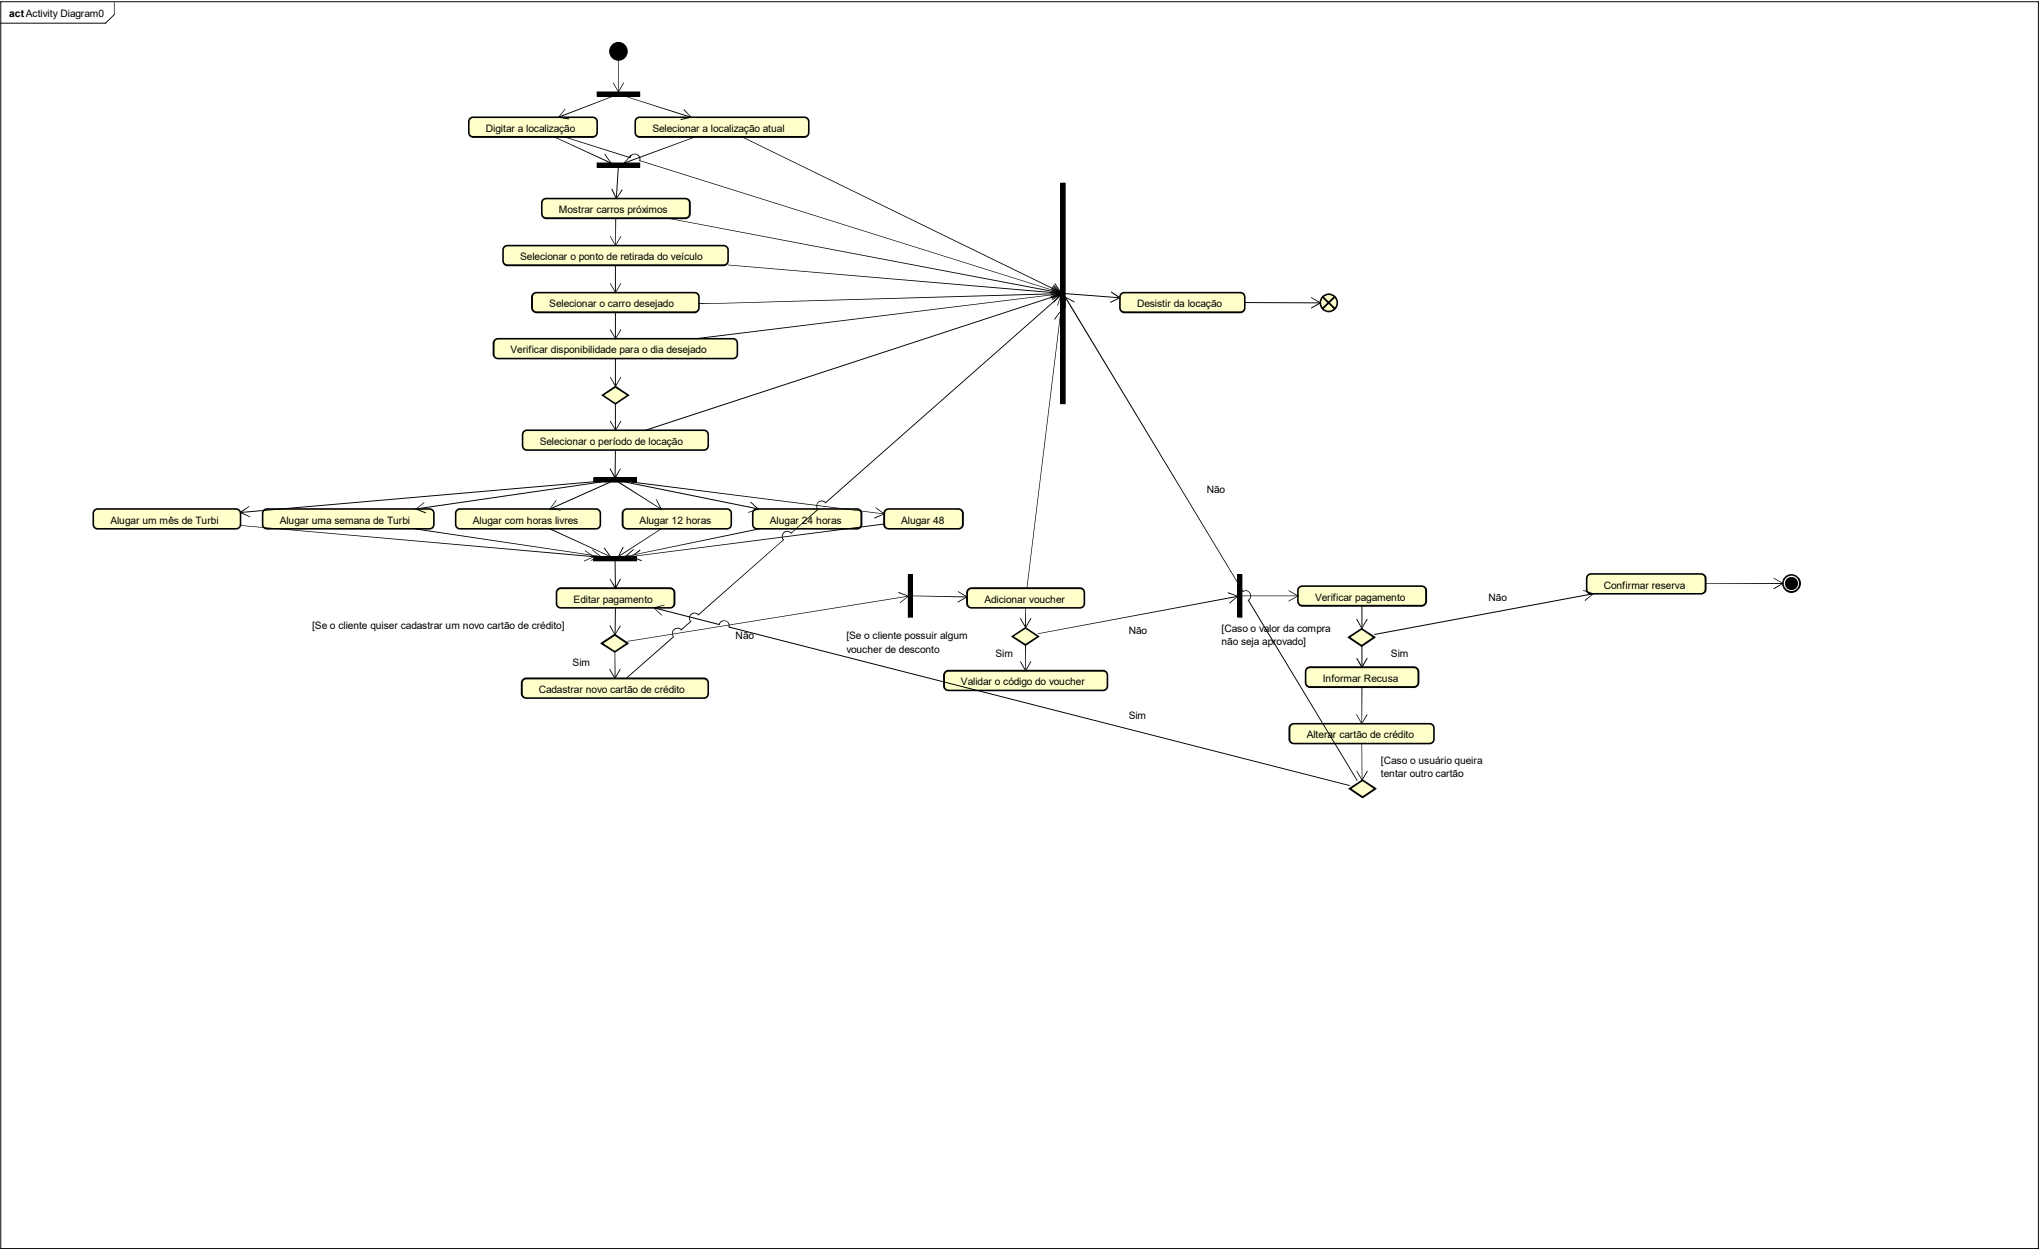 act Activity Diagram0
Digitar a localização
Selecionar a localização atual
Mostrar carros próximos
Selecionar o ponto de retirada do veículo
Selecionar o carro desejado
Desistir da locação
Verificar disponibilidade para o dia desejado
Selecionar o período de locação
Não
Alugar um mês de Turbi
Alugar uma semana de Turbi
Alugar com horas livres
Alugar 12 horas
Alugar 24 horas
Alugar 48
Editar pagamento
Adicionar voucher
Verificar pagamento
Não
Confirmar reserva
[Se o cliente quiser cadastrar um novo cartão de crédito]
Não
[Se o cliente possuir algum
voucher de desconto
Não
[Caso o valor da compra
não seja aprovado]
Sim
Sim
Sim
Cadastrar novo cartão de crédito
Validar o código do voucher
Informar Recusa
Sim
Alterar cartão de crédito
[Caso o usuário queira
tentar outro cartão